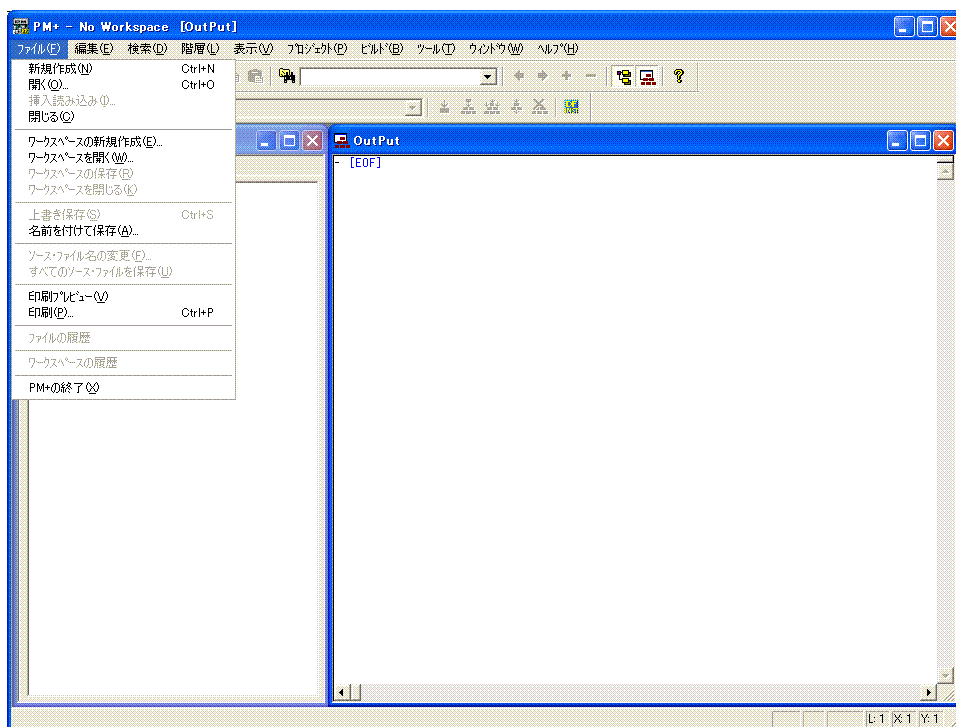 PM+ - No Workspace [OutPut]
ファイル(F) 編集(E) 検索(D) 階層(L) 表示(V) プロジェクト(P) ビルド(B) ツール(T) ウィンドウ(W) ヘルプ(H)
新規作成(N) Ctrl+N
開く(O)... Ctrl+O
挿入読み込み(I)...
閉じる(C)
ワークスペースの新規作成(E)...
ワークスペースを開く(W)...
ワークスペースの保存(R)
ワークスペースを閉じる(K)
上書き保存(S) Ctrl+S
名前を付けて保存(A)...
ソース・ファイル名の変更(F)...
すべてのソース・ファイルを保存(U)
印刷プレビュー(V)
印刷(P)... Ctrl+P
ファイルの履歴
ワークスペースの履歴
PM+の終了(X)
OutPut
[EOF]
L:1 X:1 Y:1